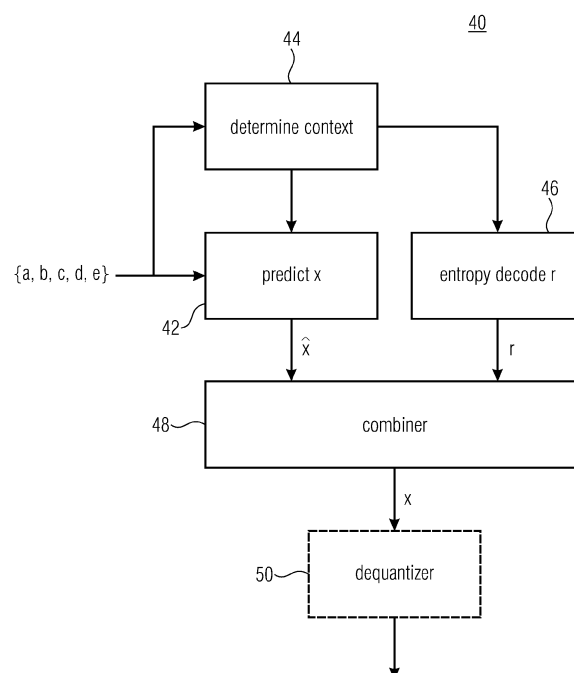 40
44
determine context
46
{a, b, c, d, e}
predict x
entropy decode r
42
x̂
r
48
combiner
x
50
dequantizer